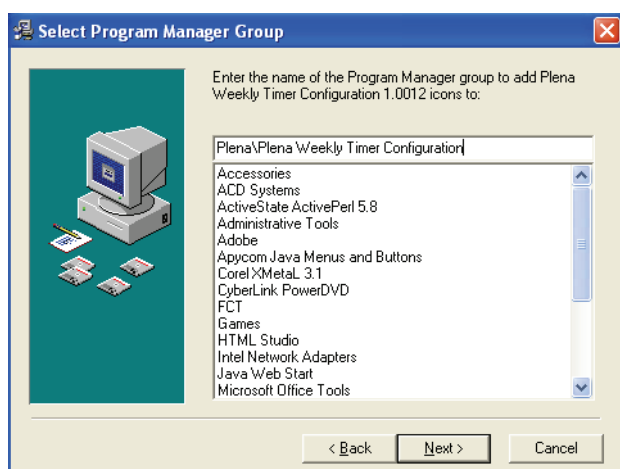 Select Program Manager Group
Enter the name of the Program Manager group to add Plena
Weekly Timer Configuration 1.0012 icons to:
Plena\Plena Weekly Timer Configuration
Accessories
ACD Systems
ActiveState ActivePerl 5.8
Administrative Tools
Adobe
Apycom Java Menus and Buttons
Corel XMetaL 3.1
CyberLink PowerDVD
FCT
Games
HTML Studio
Intel Network Adapters
Java Web Start
Microsoft Office Tools
< Back
Next >
Cancel